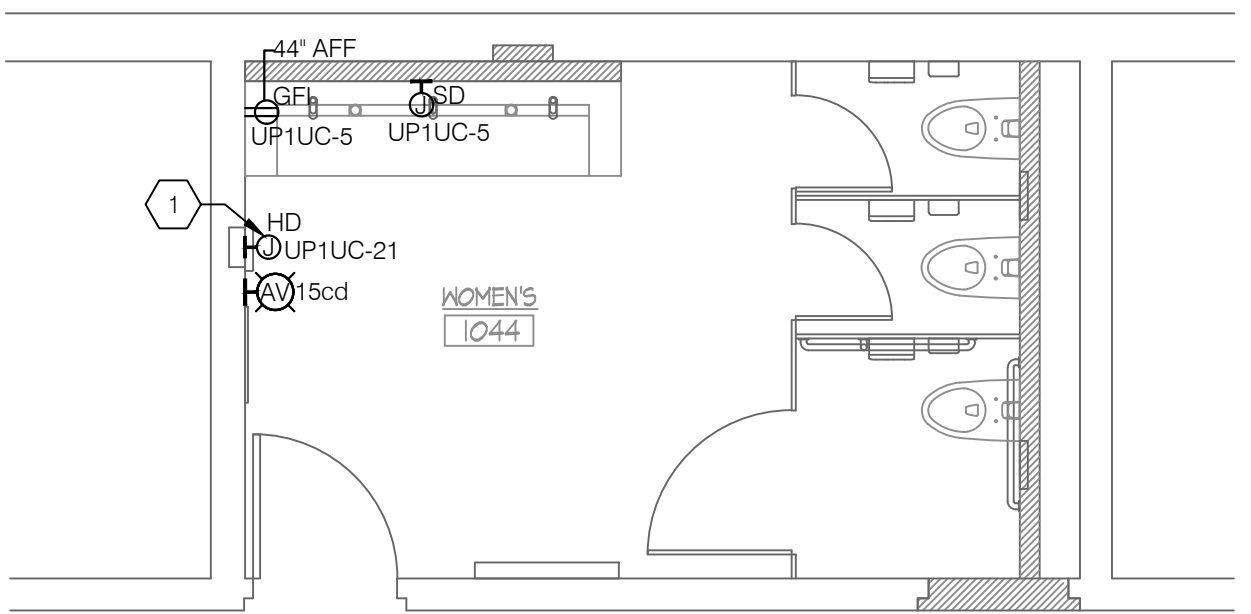 44" AFF
GFI
J SD
UP1UC-5
UP1UC-5
1
HD
J UP1UC-21
AV 15cd
WOMEN'S
1044